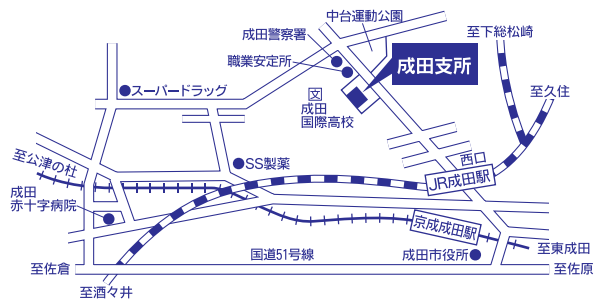 中台運動公園
成田警察署
至下総松崎
職業安定所
成田支所
スーパードラッグ
至久住
文
成田
国際高校
至公津の杜
SS製薬
西口
JR成田駅
成田
赤十字病院
京成成田駅
国道51号線
成田市役所
至東成田
至佐倉
至佐原
至酒々井